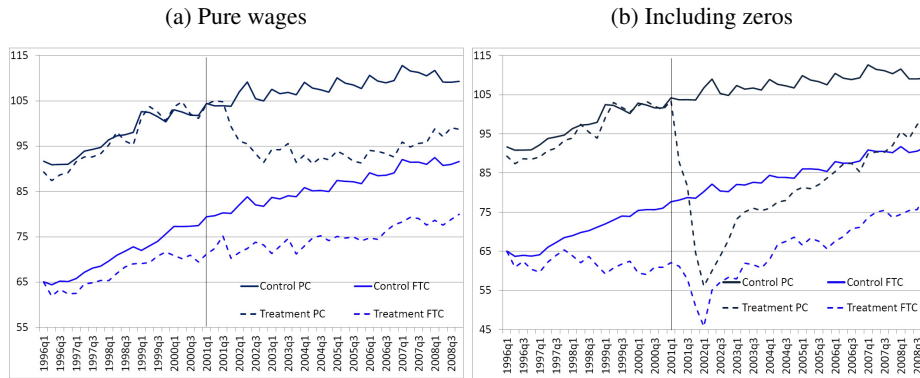 (a) Pure wages
115
105
95
85
75
65
55
Control PC
Control FTC
Treatment PC
Treatment FTC
1996q1
1996q3
1997q1
1997q3
1998q1
1998q3
1999q1
1999q3
2000q1
2000q3
2001q1
2001q3
2002q1
2002q3
2003q1
2003q3
2004q1
2004q3
2005q1
2005q3
2006q1
2006q3
2007q1
2007q3
2008q1
2008q3
(b) Including zeros
115
105
95
85
75
65
55
45
Control PC
Control FTC
Treatment PC
Treatment FTC
1996q1
1996q3
1997q1
1997q3
1998q1
1998q3
1999q1
1999q3
2000q1
2000q3
2001q1
2001q3
2002q1
2002q3
2003q1
2003q3
2004q1
2004q3
2005q1
2005q3
2006q1
2006q3
2007q1
2007q3
2008q1
2008q3